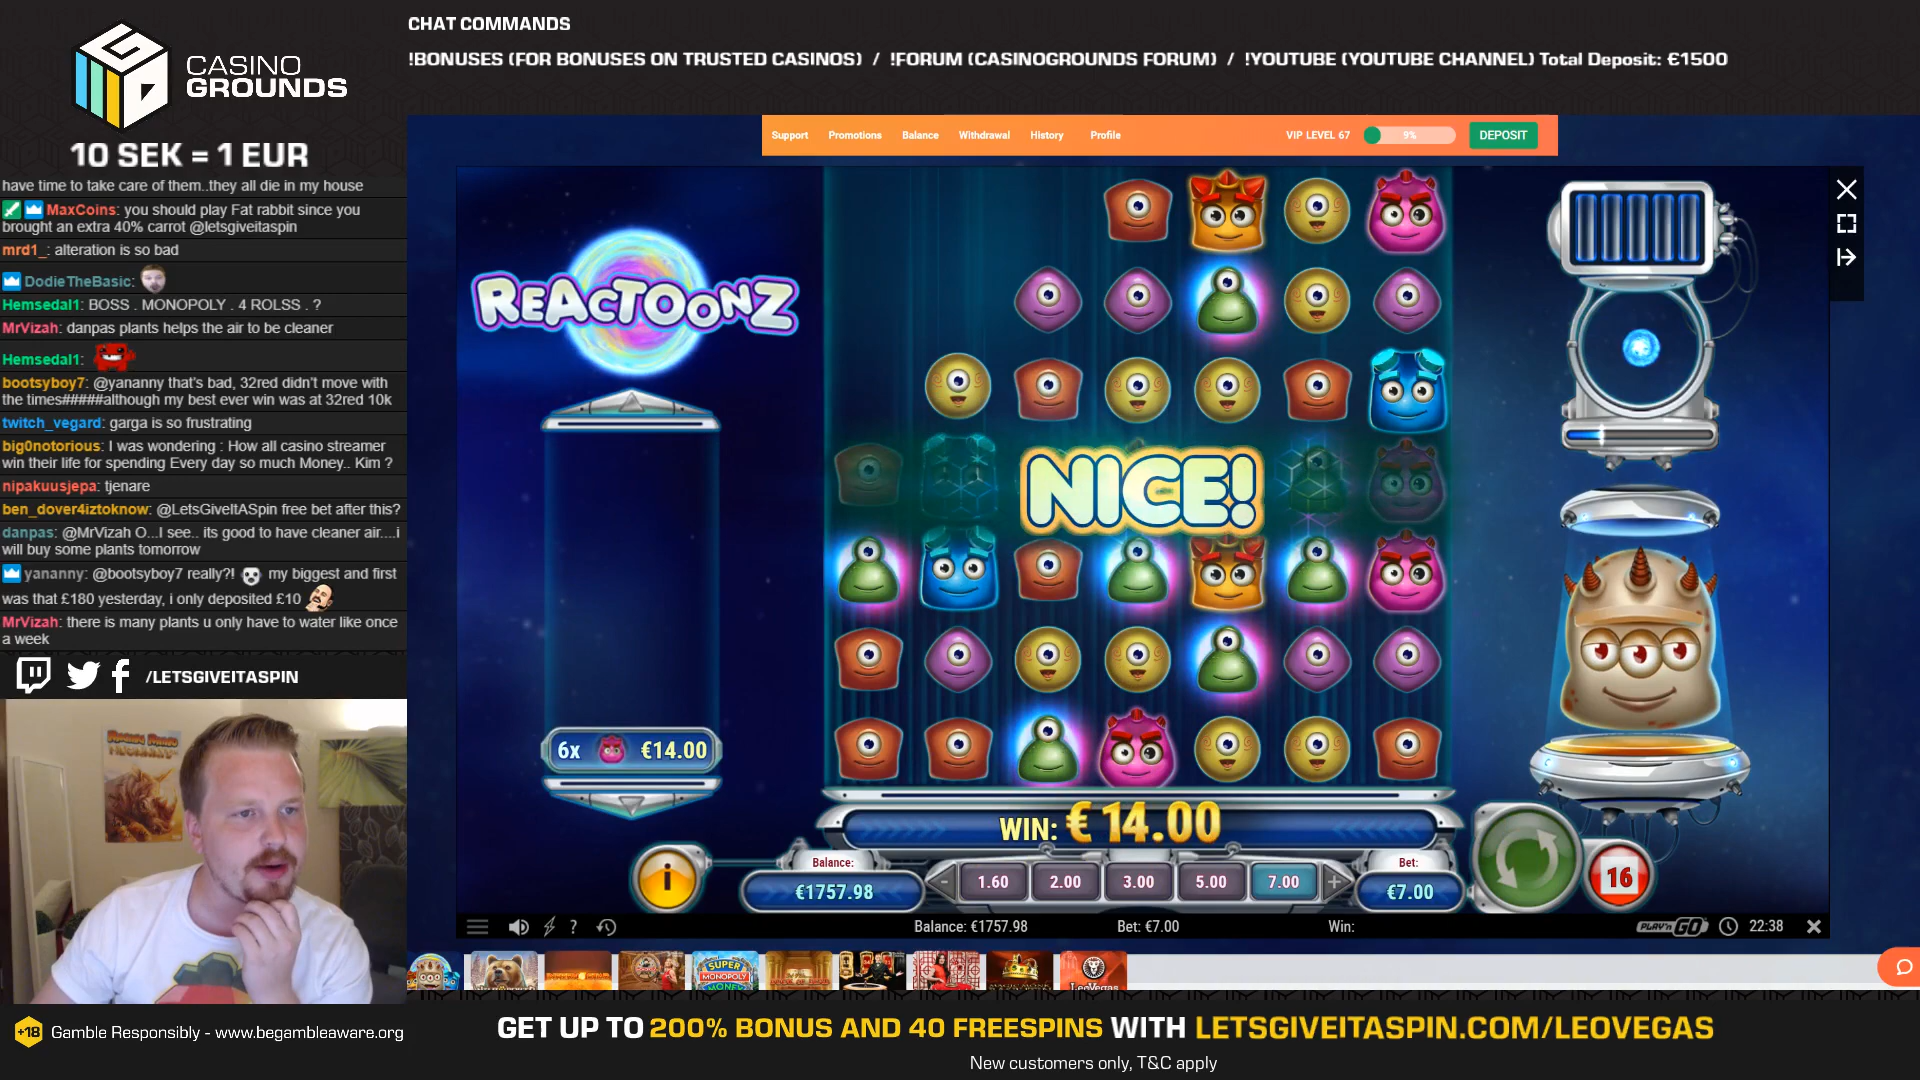 CHAT COMMANDS
!BONUSES (FOR BONUSES ON TRUSTED CASINOS) / !FORUM (CASINOGROUNDS FORUM) / !YOUTUBE (YOUTUBE CHANNEL) Total Deposit: €1500
CASINO
GROUNDS
10 SEK = 1 EUR
have time to take care of them..they all die in my house
MaxCoins: you should play Fat rabbit since you
brought an extra 40% carrot @letsgiveitaspin
mrd1_: alteration is so bad
DodieTheBasic:
Hemsedal1: BOSS . MONOPOLY . 4 ROLSS . ?
MrVizah: danpas plants helps the air to be cleaner
Hemsedal1:
bootsyboy7: @yananny that's bad, 32red didn't move with
the times#####although my best ever win was at 32red 10k
twitch_vegard: garga is so frustrating
big0notorious: I was wondering : How all casino streamer
win their life for spending Every day so much Money.. Kim ?
nipakuusjepa: tjenare
ben_dover4iztoknow: @LetsGiveItASpin free bet after this?
danpas: @MrVizah O...I see.. its good to have cleaner air....i
will buy some plants tomorrow
yananny: @bootsyboy7 really?! my biggest and first
was that £180 yesterday, i only deposited £10
MrVizah: there is many plants u only have to water like once
a week
/LETSGIVEITASPIN
Support Promotions Balance Withdrawal History Profile VIP LEVEL 67 9% DEPOSIT
REACTOONZ
NICE!
6x €14.00
WIN: €14.00
Balance:
€1757.98
- 1.60 2.00 3.00 5.00 7.00 +
Bet:
€7.00
16
Balance: €1757.98 Bet: €7.00 Win: PLAY'n GO 22:38
SUPER
MONOPOLY
MONEY
LeoVegas
+18 Gamble Responsibly - www.begambleaware.org
GET UP TO 200% BONUS AND 40 FREESPINS WITH LETSGIVEITASPIN.COM/LEOVEGAS
New customers only, T&C apply